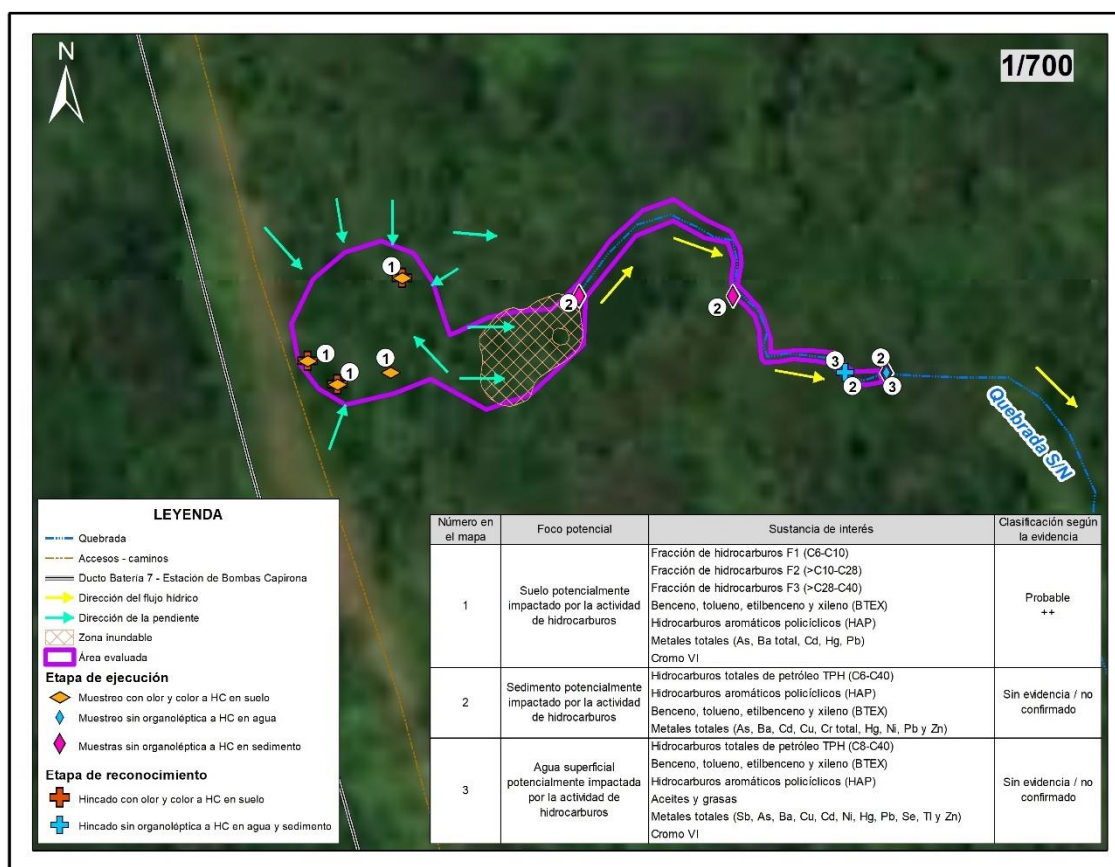 N
1/700
1
1
1
1
2
2
3
2
2
3
Quebrada S/N
LEYENDA
Quebrada
Accesos - caminos
Ducto Batería 7 - Estación de Bombas Capirona
Dirección del flujo hídrico
Dirección de la pendiente
Zona inundable
Área evaluada
Etapa de ejecución
Muestreo con olor y color a HC en suelo
Muestreo sin organoléptica a HC en agua
Muestras sin organoléptica a HC en sedimento
Etapa de reconocimiento
Hincado con olor y color a HC en suelo
Hincado sin organoléptica a HC en agua y sedimento
Número en el mapa
Foco potencial
Sustancia de interés
Clasificación según la evidencia
1
Suelo potencialmente
impactado por la actividad
de hidrocarburos
Fracción de hidrocarburos F1 (C6-C10)
Fracción de hidrocarburos F2 (>C10-C28)
Fracción de hidrocarburos F3 (>C28-C40)
Benceno, tolueno, etilbenceno y xileno (BTEX)
Hidrocarburos aromáticos policíclicos (HAP)
Metales totales (As, Ba total, Cd, Hg, Pb)
Cromo VI
Probable
++
2
Sedimento potencialmente
impactado por la actividad
de hidrocarburos
Hidrocarburos totales de petróleo TPH (C6-C40)
Hidrocarburos aromáticos policíclicos (HAP)
Benceno, tolueno, etilbenceno y xileno (BTEX)
Metales totales (As, Ba, Cd, Cu, Cr total, Hg, Ni, Pb y Zn)
Sin evidencia / no
confirmado
3
Agua superficial
potencialmente impactada
por la actividad de
hidrocarburos
Hidrocarburos totales de petróleo TPH (C8-C40)
Benceno, tolueno, etilbenceno y xileno (BTEX)
Hidrocarburos aromáticos policíclicos (HAP)
Aceites y grasas
Metales totales (Sb, As, Ba, Cu, Cd, Ni, Hg, Pb, Se, Tl y Zn)
Cromo VI
Sin evidencia / no
confirmado